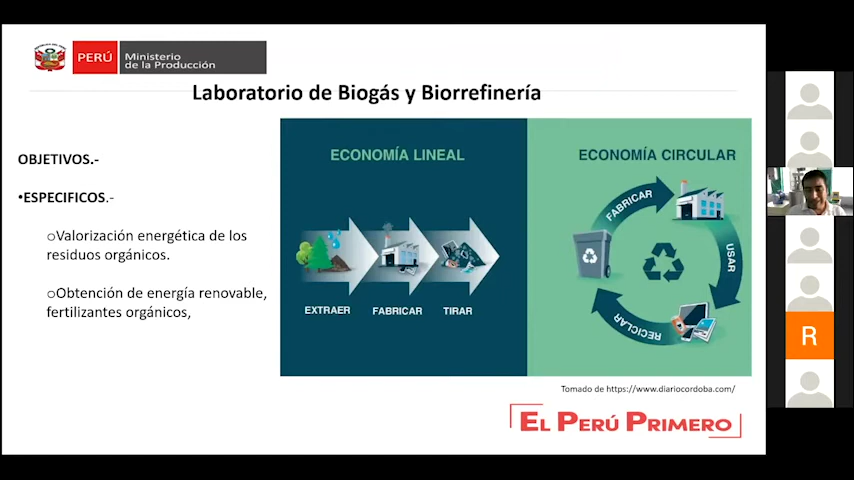 PERÚ
Ministerio
de la Producción
Laboratorio de Biogás y Biorrefinería
OBJETIVOS.-
•ESPECIFICOS.-
oValorización energética de los
residuos orgánicos.
oObtención de energía renovable,
fertilizantes orgánicos,
ECONOMÍA LINEAL
EXTRAER
FABRICAR
TIRAR
ECONOMÍA CIRCULAR
FABRICAR
USAR
RECICLAR
Tomado de https://www.diariocordoba.com/
EL PERÚ PRIMERO
R